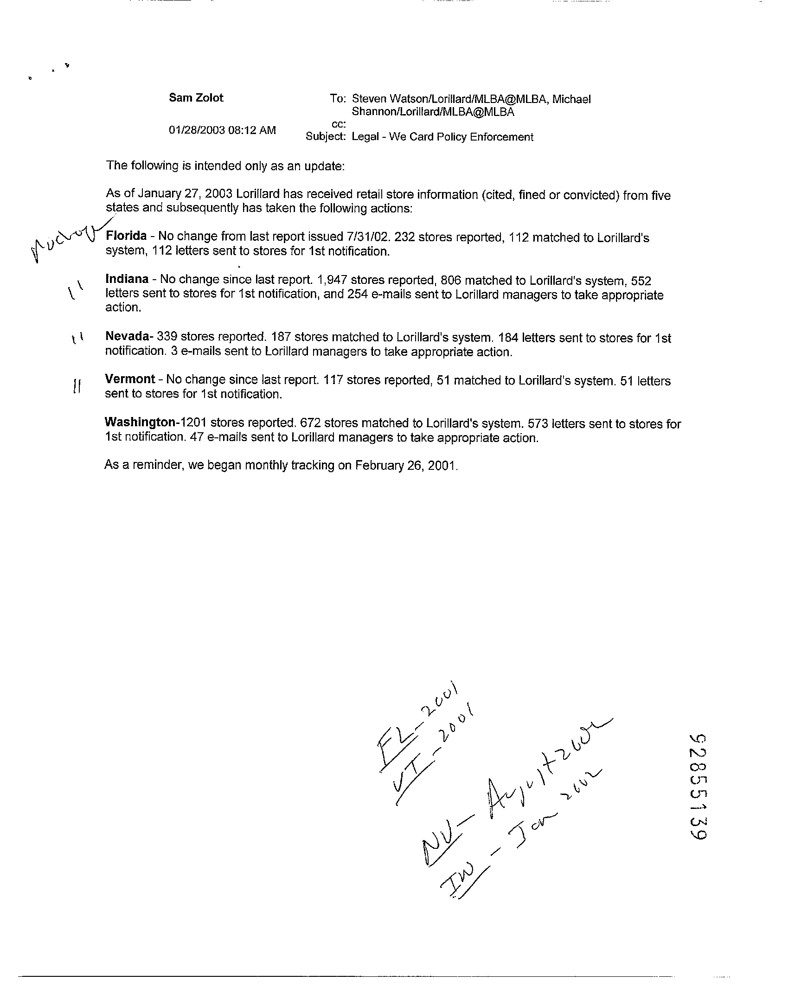 Sam Zolot
To: Steven Watson/Lorillard/MLBA@MLBA, Michael
Shannon/Lorillard/MLBA@MLBA
01/28/2003 08:12 AM
cc:
Subject: Legal - We Card Policy Enforcement
The following is intended only as an update:
As of January 27, 2003 Lorillard has received retail store information (cited, fined or convicted) from five
states and subsequently has taken the following actions:
Florida - No change from last report issued 7/31/02. 232 stores reported, 112 matched to Lorillard's
system, 112 letters sent to stores for 1st notification.
\\ Indiana - No change since last report. 1,947 stores reported, 806 matched to Lorillard's system, 552
letters sent to stores for 1st notification, and 254 e-mails sent to Lorillard managers to take appropriate
action.
\\ Nevada- 339 stores reported. 187 stores matched to Lorillard's system. 184 letters sent to stores for 1st
notification. 3 e-mails sent to Lorillard managers to take appropriate action.
|| Vermont - No change since last report. 117 stores reported, 51 matched to Lorillard's system. 51 letters
sent to stores for 1st notification.
Washington-1201 stores reported. 672 stores matched to Lorillard's system. 573 letters sent to stores for
1st notification. 47 e-mails sent to Lorillard managers to take appropriate action.
As a reminder, we began monthly tracking on February 26, 2001.
FL - 2001
VT - 2001
NV - August 2002
IN - Jan 2002
92855139